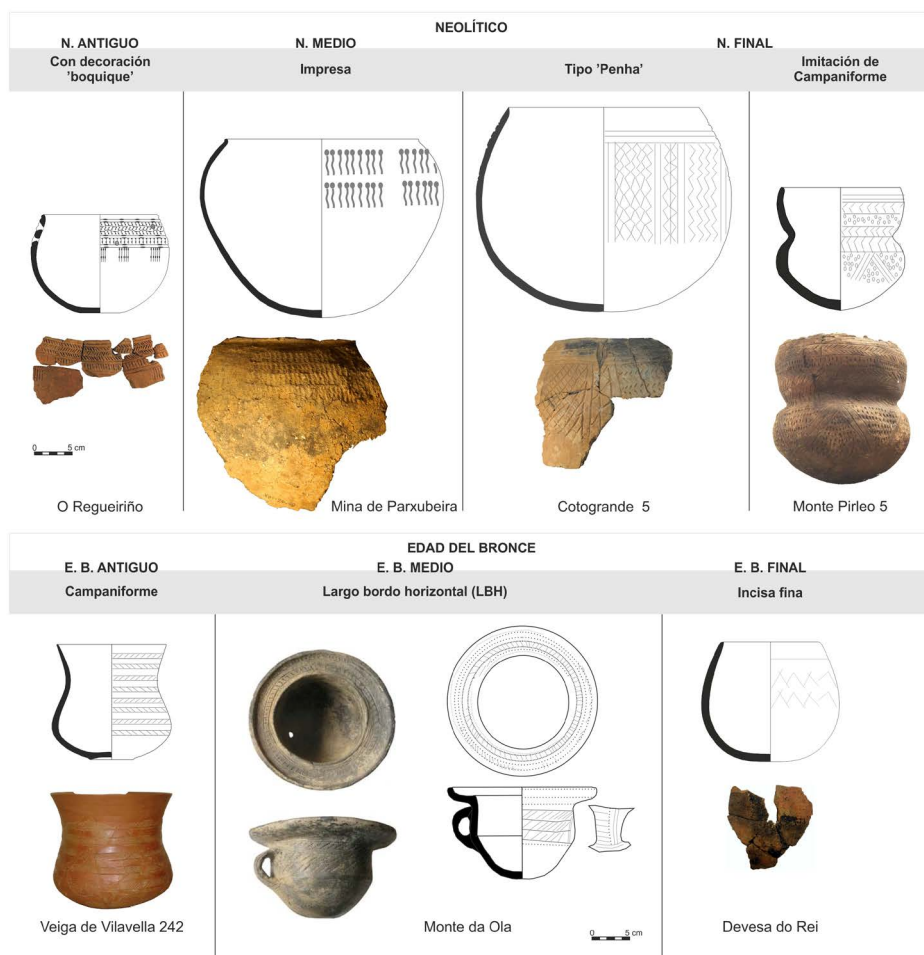 NEOLÍTICO
N. ANTIGUO
N. MEDIO
N. FINAL
Con decoración
'boquique'
Impresa
Tipo 'Penha'
Imitación de
Campaniforme
0 5 cm
O Regueiriño
Mina de Parxubeira
Cotogrande 5
Monte Pirleo 5
EDAD DEL BRONCE
E. B. ANTIGUO
E. B. MEDIO
E. B. FINAL
Campaniforme
Largo bordo horizontal (LBH)
Incisa fina
Veiga de Vilavella 242
Monte da Ola
0 5 cm
Devesa do Rei